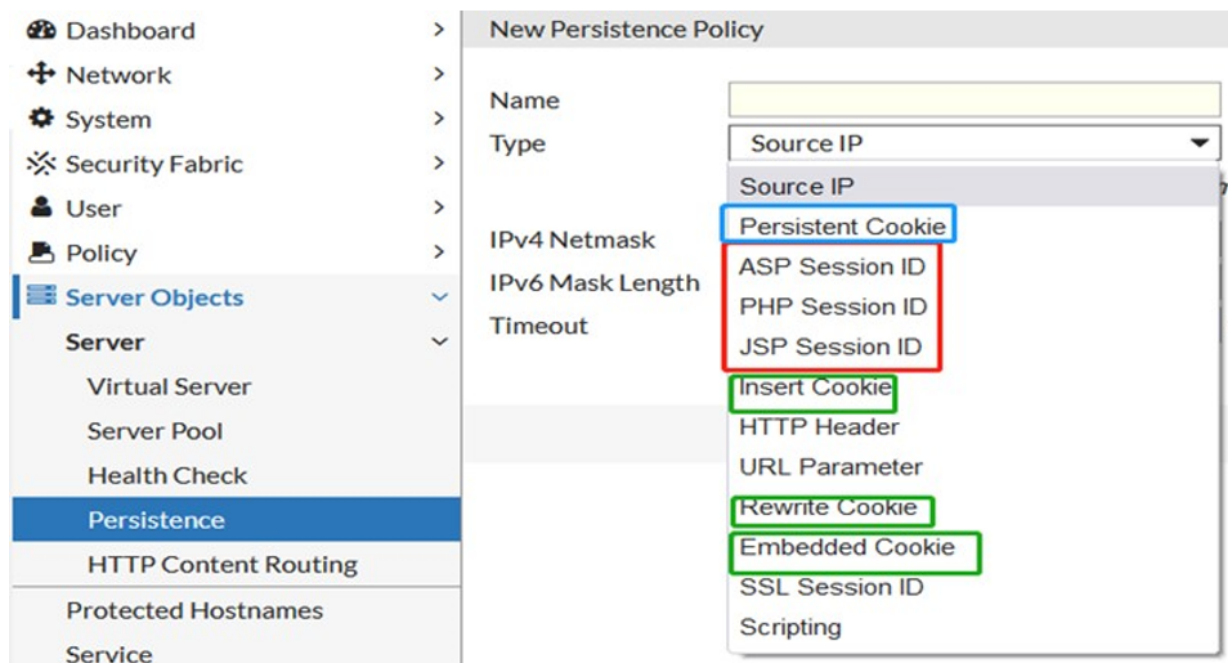 Dashboard
Network
System
Security Fabric
User
Policy
Server Objects
Server
Virtual Server
Server Pool
Health Check
Persistence
HTTP Content Routing
Protected Hostnames
Service
New Persistence Policy
Name
Type
Source IP
IPv4 Netmask
IPv6 Mask Length
Timeout
Source IP
Persistent Cookie
ASP Session ID
PHP Session ID
JSP Session ID
Insert Cookie
HTTP Header
URL Parameter
Rewrite Cookie
Embedded Cookie
SSL Session ID
Scripting